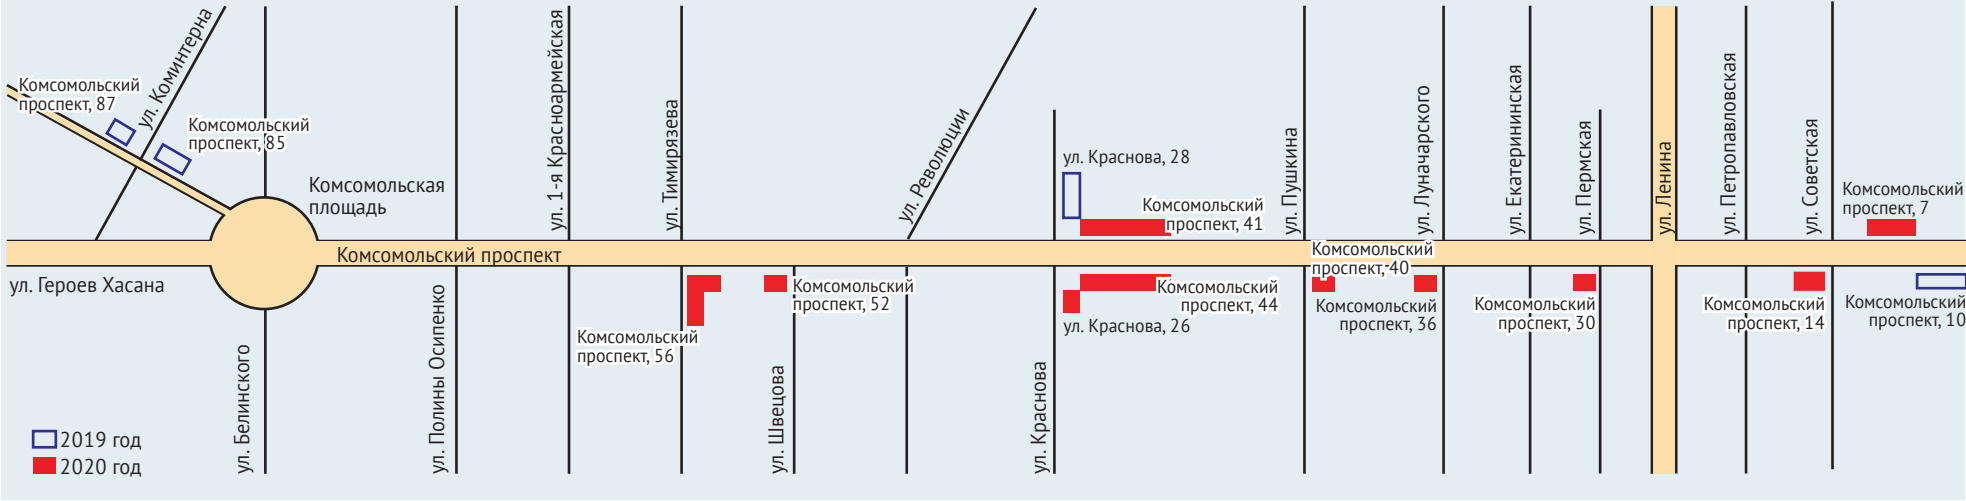 Комсомольский
проспект, 87
ул. Коминтерна
Комсомольский
проспект, 85
Комсомольская
площадь
ул. 1-я Красноармейская
ул. Тимирязева
ул. Революции
ул. Краснова, 28
Комсомольский
проспект, 41
ул. Пушкина
ул. Луначарского
ул. Екатерининская
ул. Пермская
ул. Ленина
ул. Петропавловская
ул. Советская
Комсомольский
проспект, 7
Комсомольский проспект
Комсомольский
проспект, 40
ул. Героев Хасана
Комсомольский
проспект, 56
Комсомольский
проспект, 52
Комсомольский
проспект, 44
ул. Краснова, 26
Комсомольский
проспект, 36
Комсомольский
проспект, 30
Комсомольский
проспект, 14
Комсомольский
проспект, 10
ул. Белинского
ул. Полины Осипенко
ул. Швецова
ул. Краснова
2019 год
2020 год